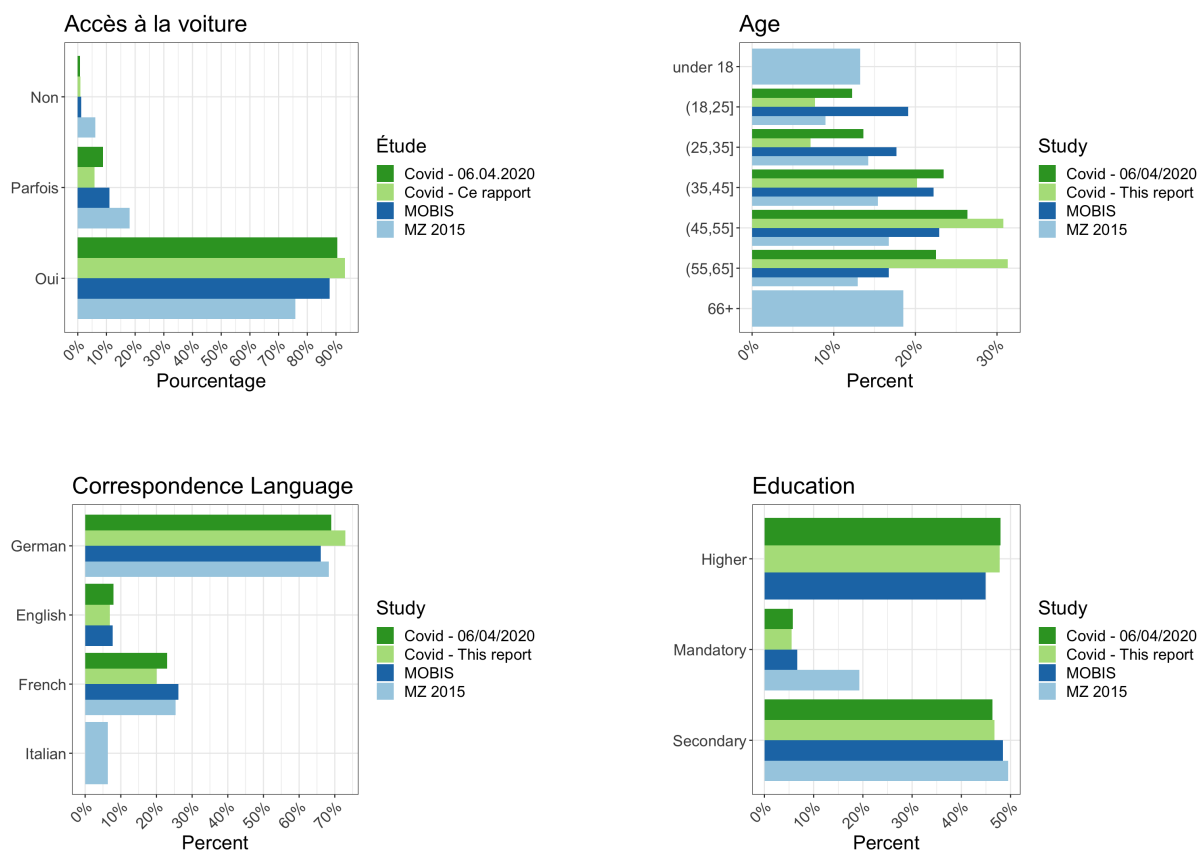 Accès à la voiture
Non
Parfois
Oui
0%
10%
20%
30%
40%
50%
60%
70%
80%
90%
Pourcentage
Étude
Covid - 06.04.2020
Covid - Ce rapport
MOBIS
MZ 2015
Age
under 18
(18,25]
(25,35]
(35,45]
(45,55]
(55,65]
66+
0%
10%
20%
30%
Percent
Study
Covid - 06/04/2020
Covid - This report
MOBIS
MZ 2015
Correspondence Language
German
English
French
Italian
0%
10%
20%
30%
40%
50%
60%
70%
Percent
Study
Covid - 06/04/2020
Covid - This report
MOBIS
MZ 2015
Education
Higher
Mandatory
Secondary
0%
10%
20%
30%
40%
50%
Percent
Study
Covid - 06/04/2020
Covid - This report
MOBIS
MZ 2015